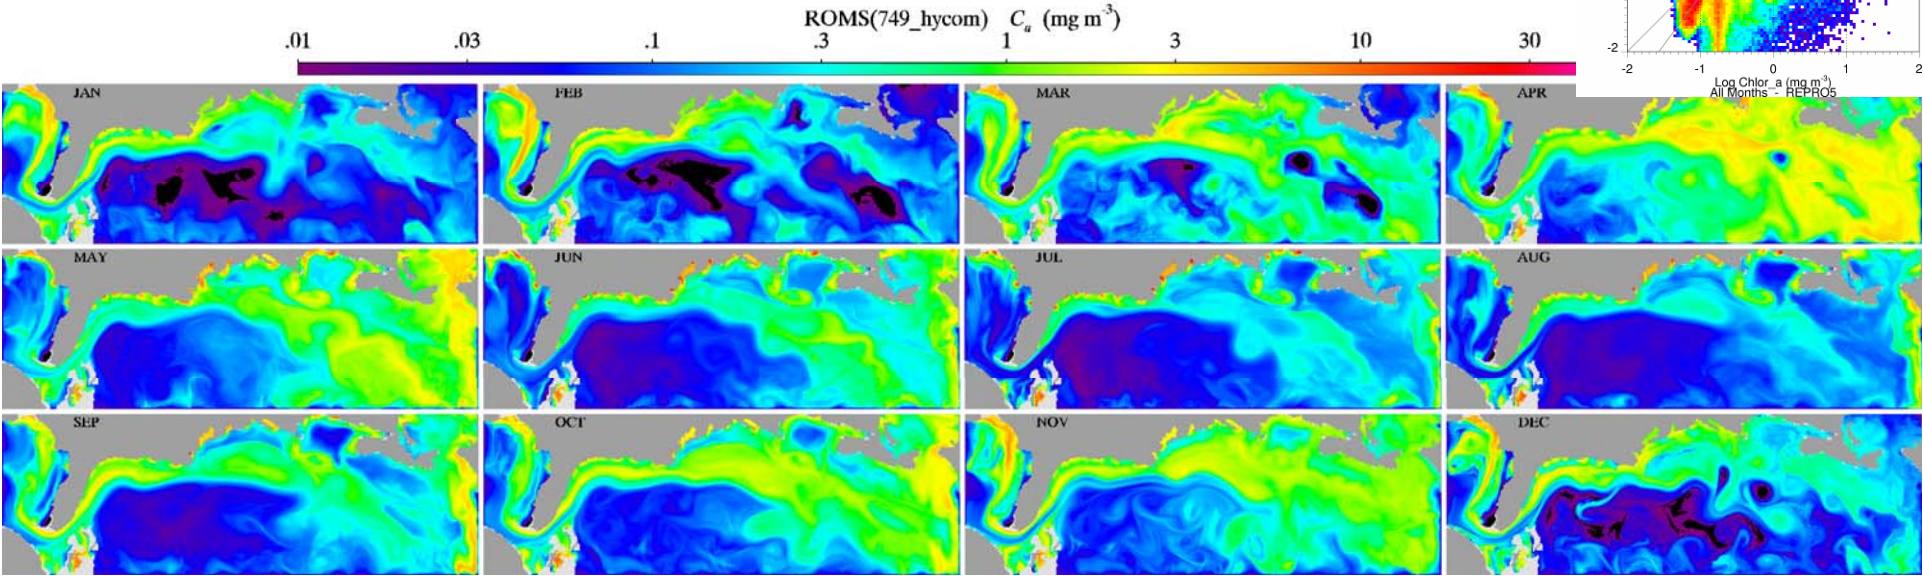 ROMS(749_hycom) Ca (mg m-3)
.01 .03 .1 .3 1 3 10 30
-2
-2 -1 0 1 2
Log Chlor_a (mg m-3)
All Months - REPRO5
JAN FEB MAR APR
MAY JUN JUL AUG
SEP OCT NOV DEC